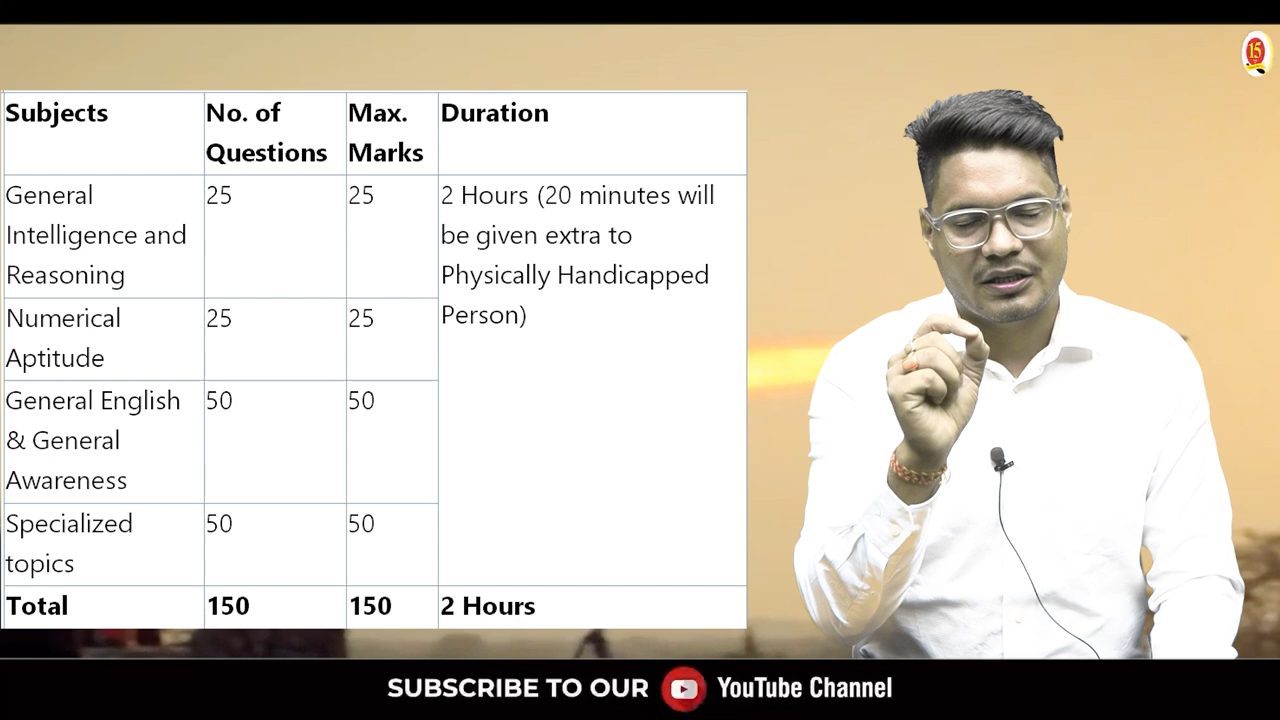 15
Subjects No. of Questions Max. Marks Duration
General Intelligence and Reasoning 25 25 2 Hours (20 minutes will be given extra to Physically Handicapped Person)
Numerical Aptitude 25 25
General English & General Awareness 50 50
Specialized topics 50 50
Total 150 150 2 Hours
SUBSCRIBE TO OUR YouTube Channel